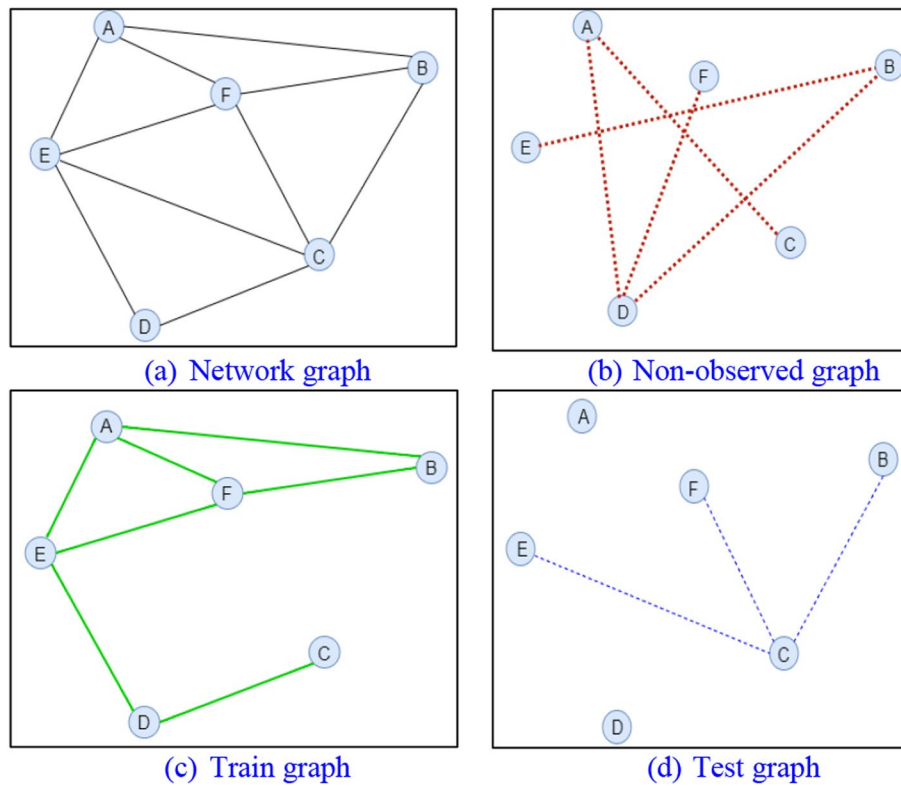 A
B
F
E
C
D
(a) Network graph
A
F
B
E
C
D
(b) Non-observed graph
A
B
F
E
C
D
(c) Train graph
A
B
F
E
C
D
(d) Test graph